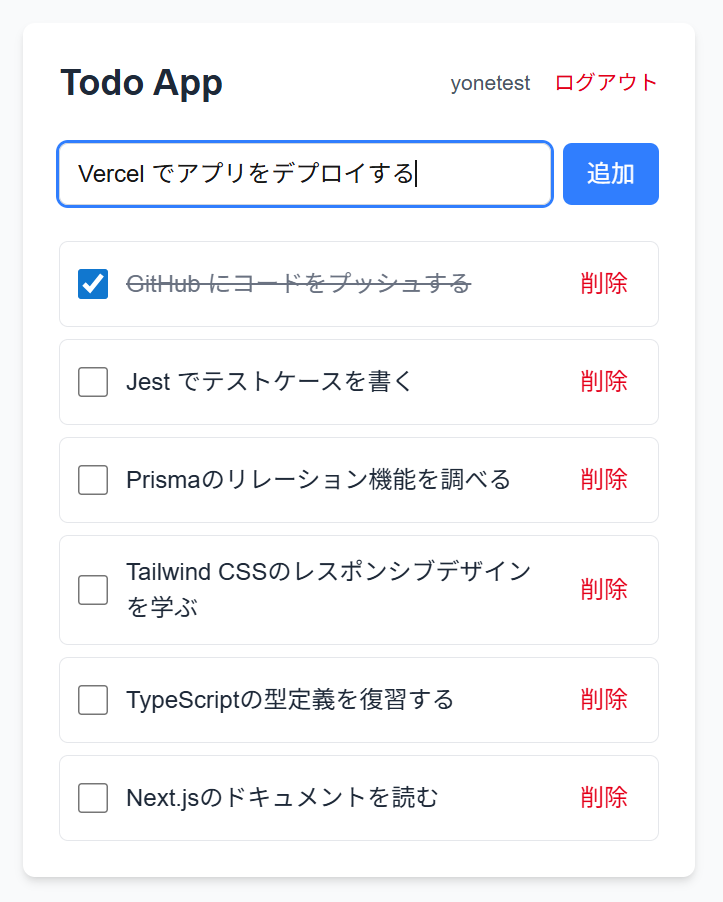 Todo App
yonetest ログアウト
Vercel でアプリをデプロイする 追加
GitHub にコードをプッシュする 削除
Jest でテストケースを書く 削除
Prismaのリレーション機能を調べる 削除
Tailwind CSSのレスポンシブデザイン
を学ぶ 削除
TypeScriptの型定義を復習する 削除
Next.jsのドキュメントを読む 削除